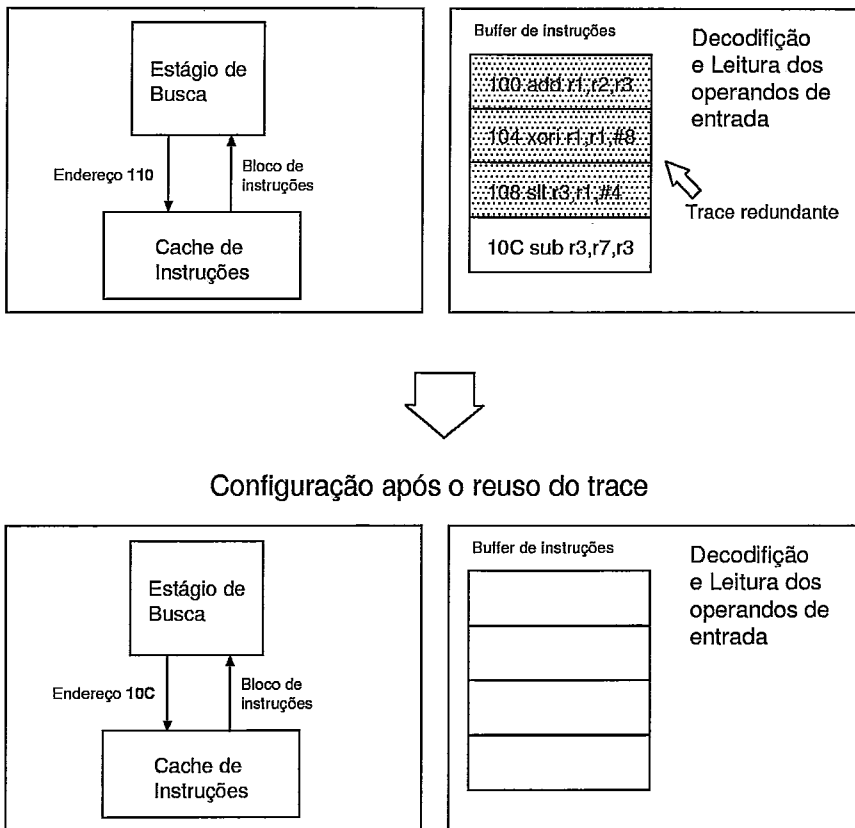 Estágio de
Busca
Endereço 110
Bloco de
instruções
Cache de
Instruções
Buffer de instruções
100 add r1,r2,r3
104 xori r1,r1,#8
108 sll r3,r1,#4
10C sub r3,r7,r3
Decodifição
e Leitura dos
operandos de
entrada
Trace redundante
Configuração após o reuso do trace
Estágio de
Busca
Endereço 10C
Bloco de
instruções
Cache de
Instruções
Buffer de instruções
Decodifição
e Leitura dos
operandos de
entrada